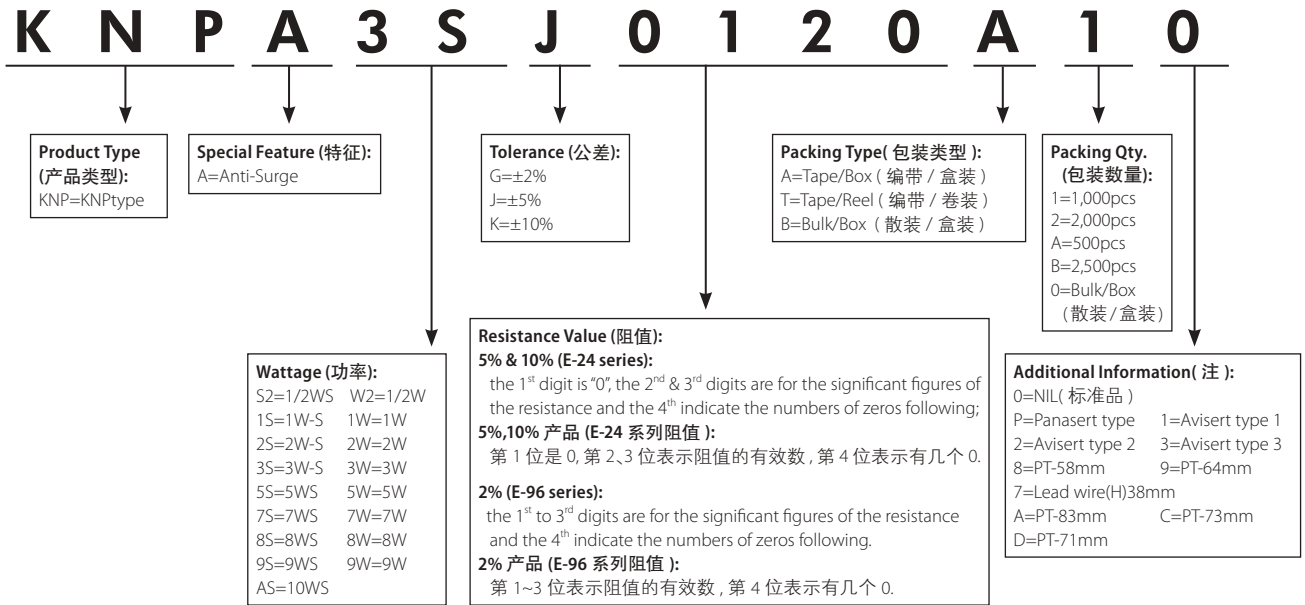 K N P A 3 S J 0 1 2 0 A 1 0
Product Type
(产品类型):
KNP=KNPtype
Special Feature (特征):
A=Anti-Surge
Tolerance (公差):
G=±2%
J=±5%
K=±10%
Packing Type( 包装类型 ):
A=Tape/Box ( 编带 / 盒装 )
T=Tape/Reel ( 编带 / 卷装 )
B=Bulk/Box ( 散装 / 盒装 )
Packing Qty.
(包装数量):
1=1,000pcs
2=2,000pcs
A=500pcs
B=2,500pcs
0=Bulk/Box
(散装 / 盒装)
Wattage (功率):
S2=1/2WS W2=1/2W
1S=1W-S 1W=1W
2S=2W-S 2W=2W
3S=3W-S 3W=3W
5S=5WS 5W=5W
7S=7WS 7W=7W
8S=8WS 8W=8W
9S=9WS 9W=9W
AS=10WS
Resistance Value (阻值):
5% & 10% (E-24 series):
the 1st digit is "0", the 2nd & 3rd digits are for the significant figures of
the resistance and the 4th indicate the numbers of zeros following;
5%,10% 产品 (E-24 系列阻值 ):
第 1 位是 0, 第 2、3 位表示阻值的有效数 , 第 4 位表示有几个 0.
2% (E-96 series):
the 1st to 3rd digits are for the significant figures of the resistance
and the 4th indicate the numbers of zeros following.
2% 产品 (E-96 系列阻值 ):
第 1~3 位表示阻值的有效数 , 第 4 位表示有几个 0.
Additional Information( 注 ):
0=NIL( 标准品 )
P=Panasert type 1=Avisert type 1
2=Avisert type 2 3=Avisert type 3
8=PT-58mm 9=PT-64mm
7=Lead wire(H)38mm
A=PT-83mm C=PT-73mm
D=PT-71mm